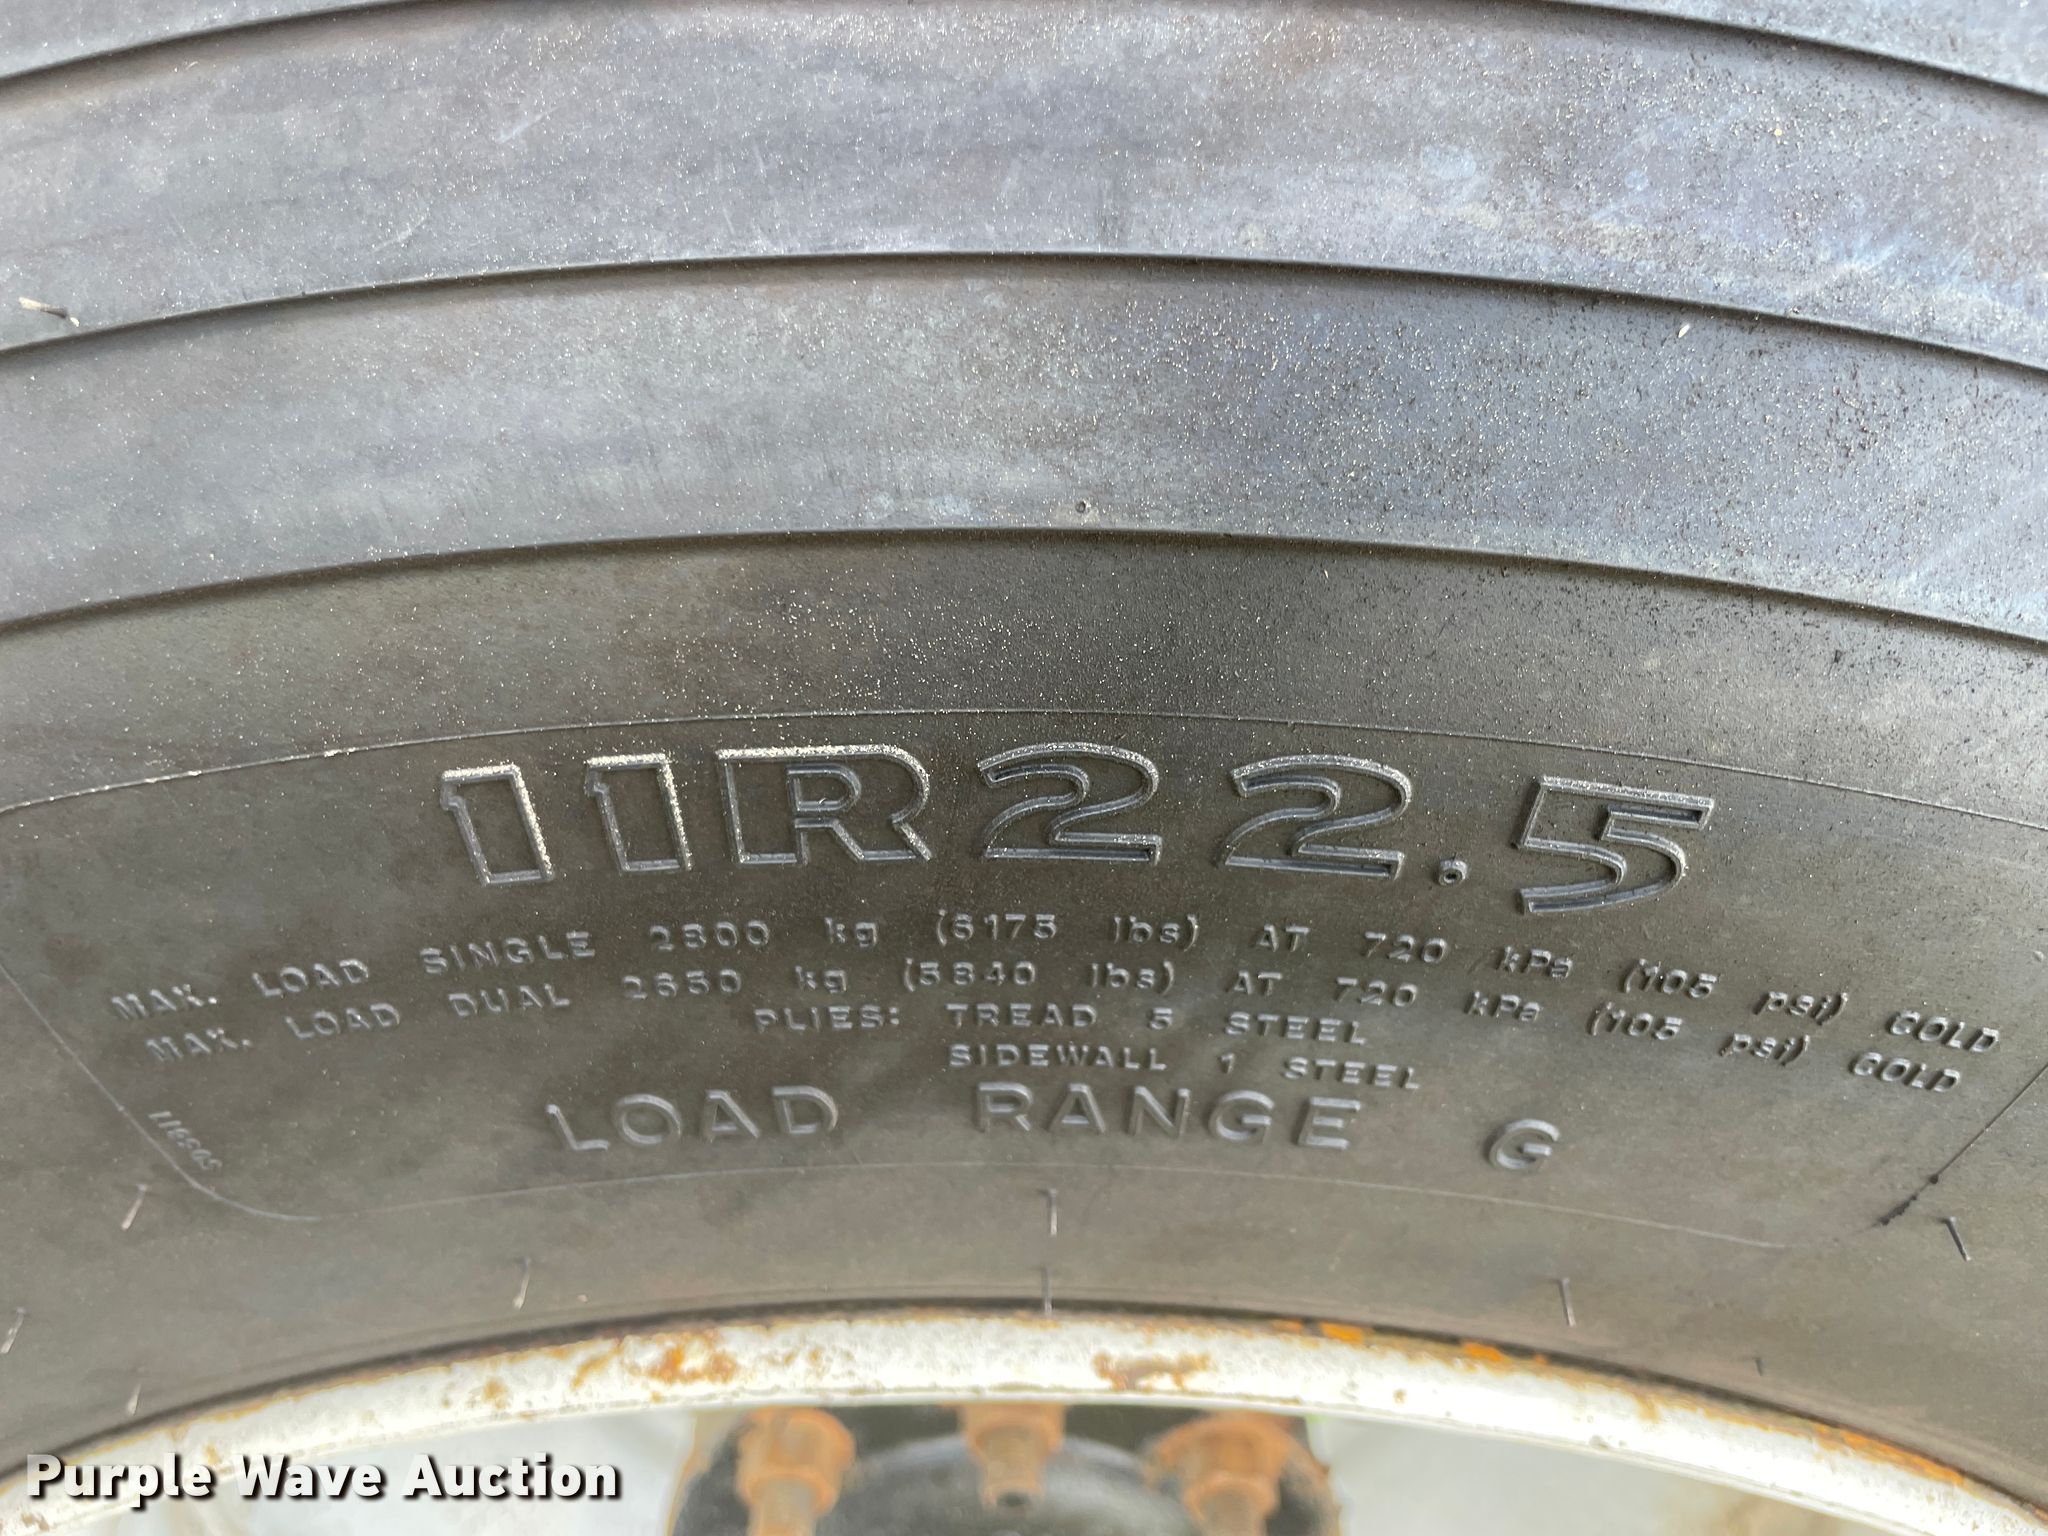 11R22.5
MAX. LOAD SINGLE 2800 kg (6175 lbs) AT 720 kPa (105 psi) COLD
MAX. LOAD DUAL 2650 kg (5840 lbs) AT 720 kPa (105 psi) COLD
PLIES: TREAD 5 STEEL
SIDEWALL 1 STEEL
LOAD RANGE G
Purple Wave Auction